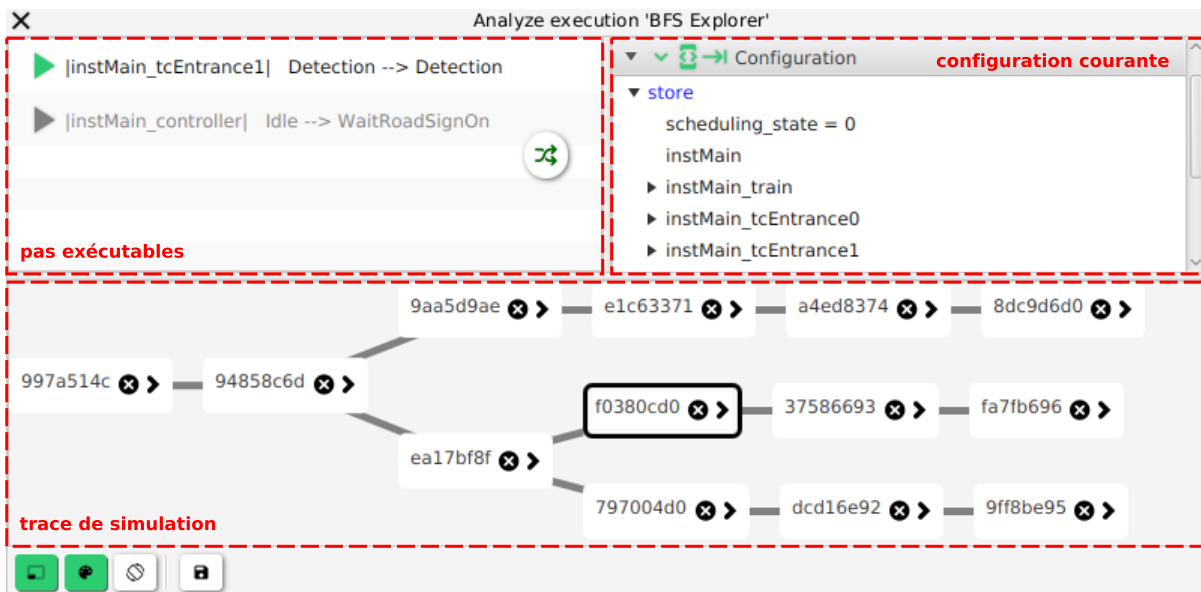 Analyze execution 'BFS Explorer'
|instMain_tcEntrance1| Detection --> Detection
|instMain_controller| Idle --> WaitRoadSignOn
pas exécutables
Configuration
configuration courante
store
scheduling_state = 0
instMain
instMain_train
instMain_tcEntrance0
instMain_tcEntrance1
9aa5d9ae
e1c63371
a4ed8374
8dc9d6d0
997a514c
94858c6d
f0380cd0
37586693
fa7fb696
ea17bf8f
797004d0
dcd16e92
9ff8be95
trace de simulation